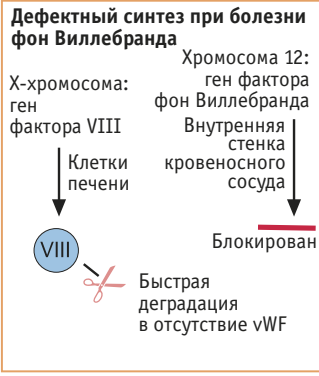 Дефектный синтез при болезни
фон Виллебранда
Х-хромосома:
ген
фактора VIII
Клетки
печени
VIII
Быстрая
деградация
в отсутствие vWF
Хромосома 12:
ген фактора
фон Виллебранда
Внутренняя
стенка
кровеносного
сосуда
Блокирован